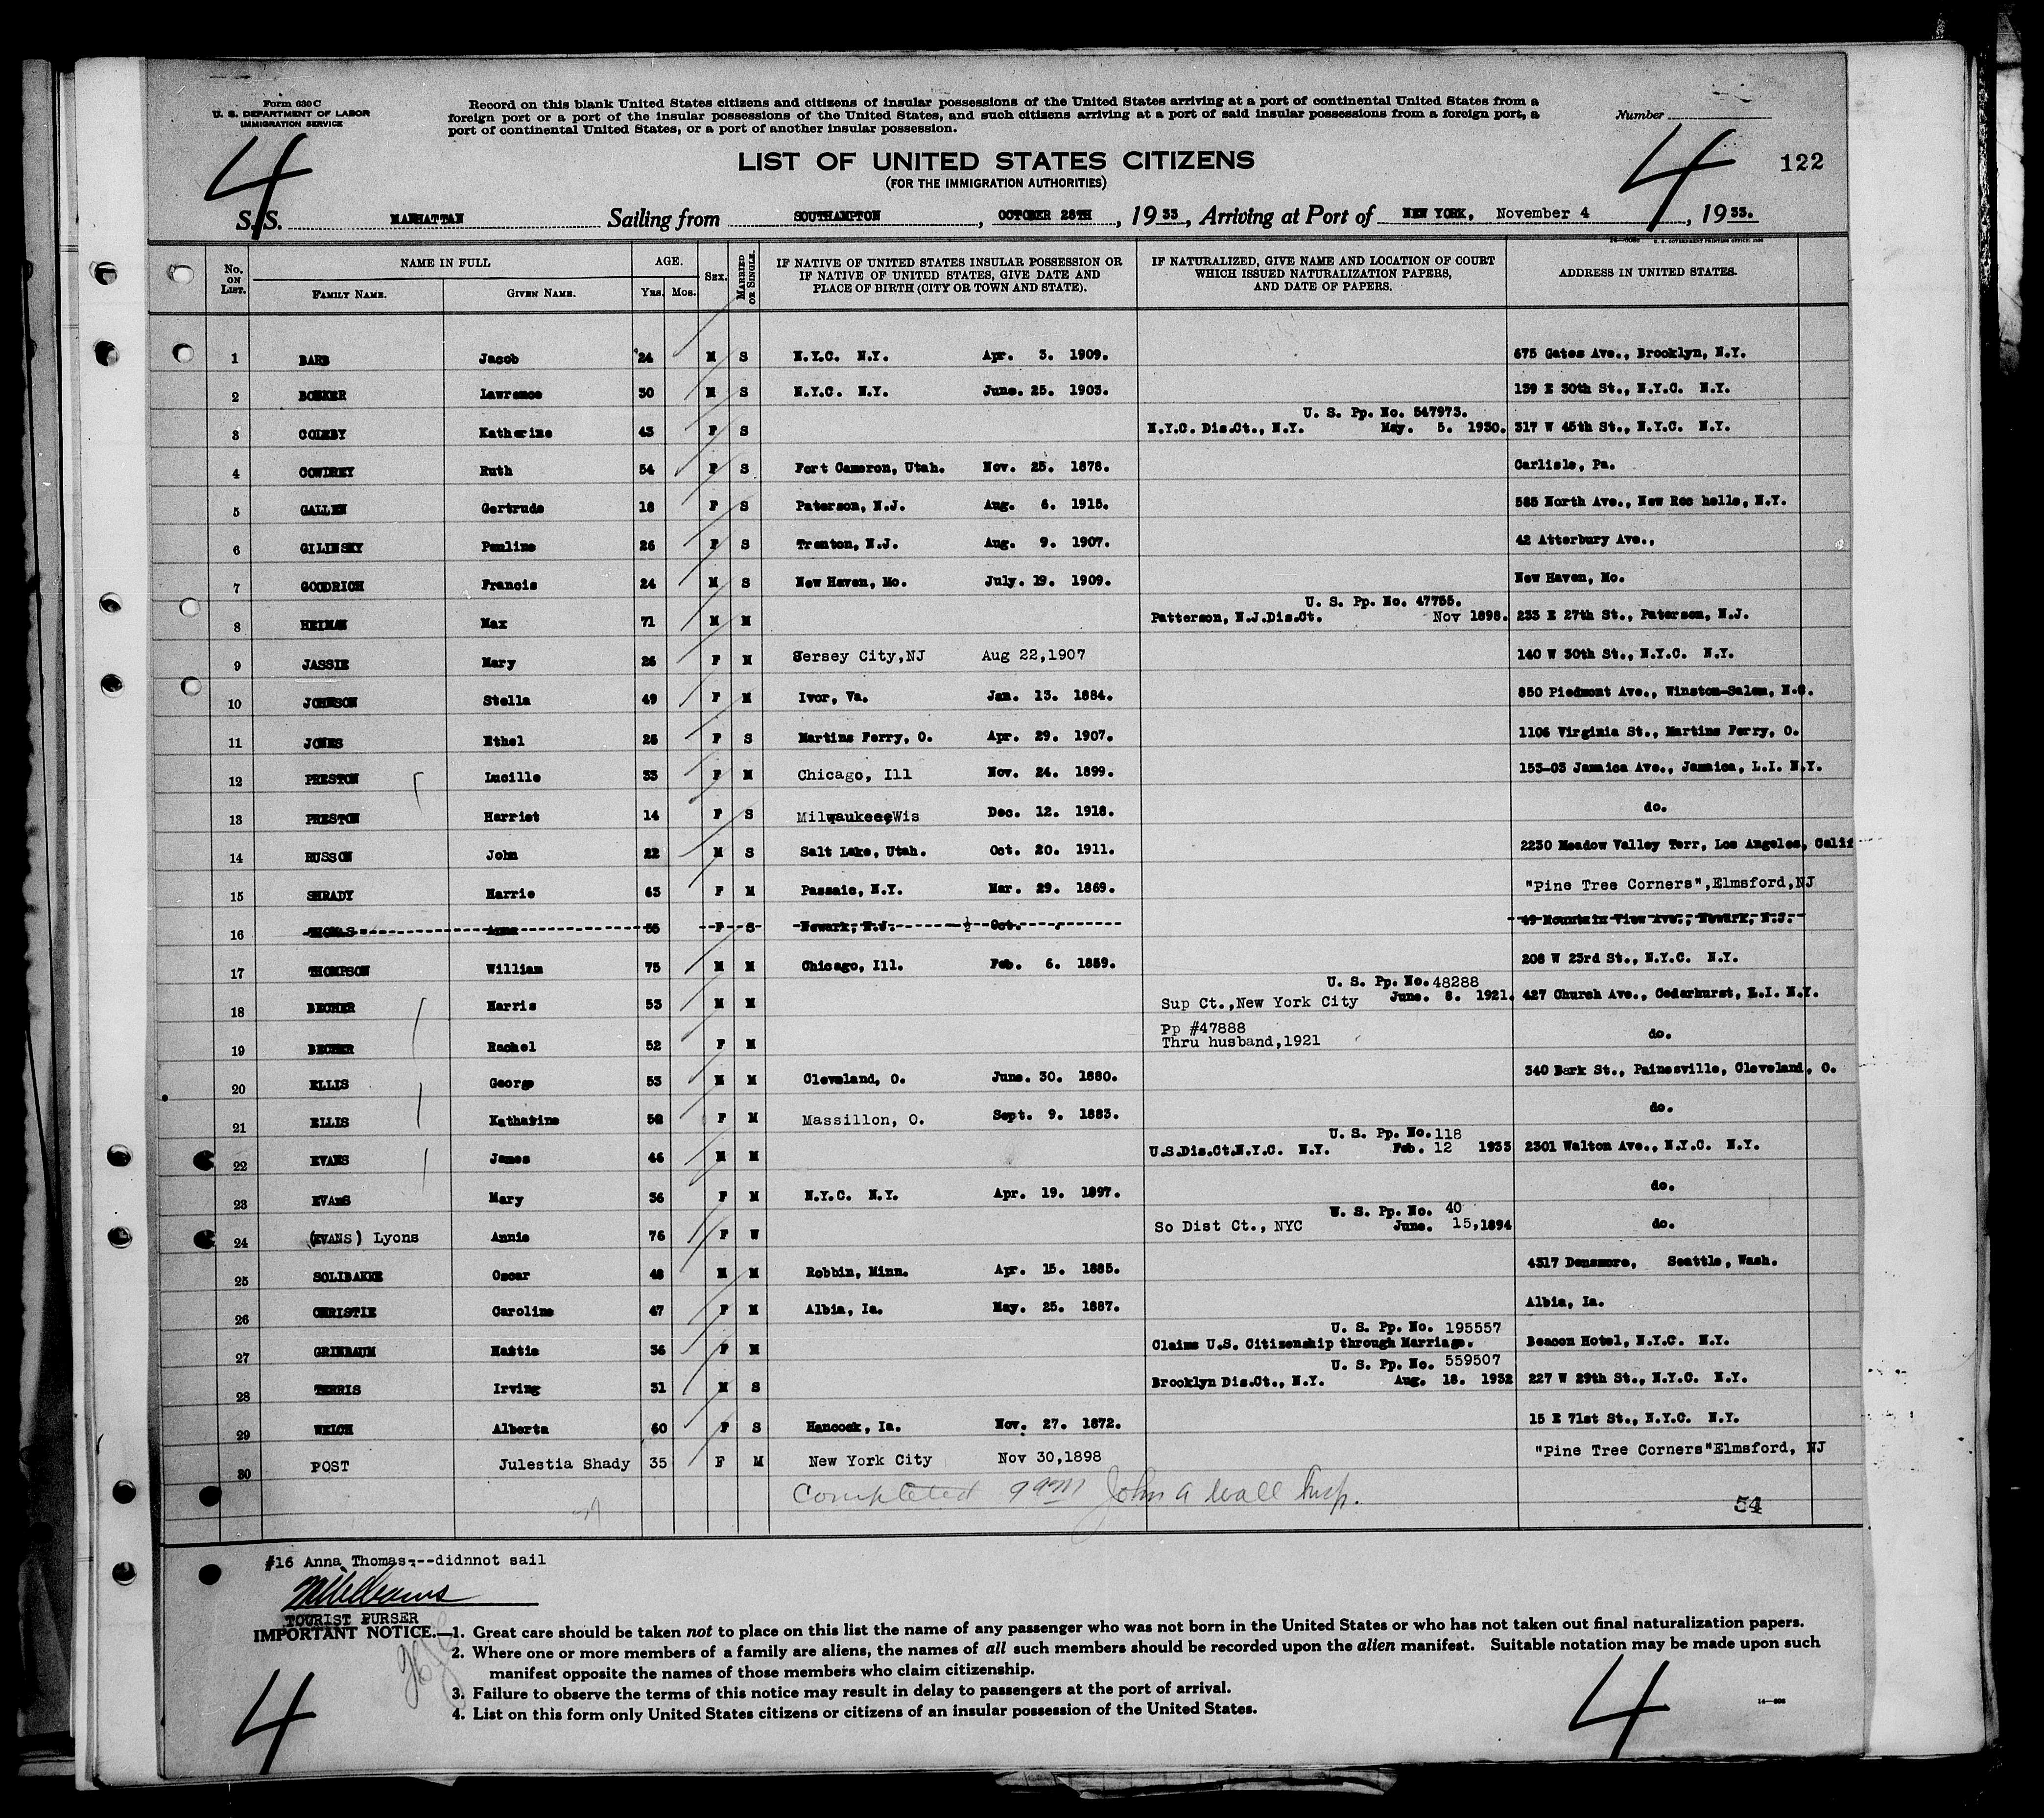 Form 630 C
U. S. DEPARTMENT OF LABOR
IMMIGRATION SERVICE
Record on this blank United States citizens and citizens of insular possessions of the United States arriving at a port of continental United States from a
foreign port or a port of the insular possessions of the United States, and such citizens arriving at a port of said insular possessions from a foreign port, a
port of continental United States, or a port of another insular possession.
Number
4 4
122
LIST OF UNITED STATES CITIZENS
(FOR THE IMMIGRATION AUTHORITIES)
S. S. MANHATTAN Sailing from SOUTHAMPTON, OCTOBER 28TH, 1933, Arriving at Port of NEW YORK, November 4, 1933.
No. ON LIST. NAME IN FULL FAMILY NAME. GIVEN NAME. AGE. Yrs. Mos. SEX. MARRIED OR SINGLE. IF NATIVE OF UNITED STATES INSULAR POSSESSION OR IF NATIVE OF UNITED STATES, GIVE DATE AND PLACE OF BIRTH (CITY OR TOWN AND STATE). IF NATURALIZED, GIVE NAME AND LOCATION OF COURT WHICH ISSUED NATURALIZATION PAPERS, AND DATE OF PAPERS. ADDRESS IN UNITED STATES.
1 BARB Jacob 24 M S N.Y.C. N.Y. Apr. 3. 1909. 675 Gates Ave., Brooklyn, N.Y.
2 Lawrence 30 M S N.Y.C. N.Y. June. 25. 1903. 139 E 30th St., N.Y.C. N.Y.
U. S. Pp. No. 547973.
3 Katherine 43 F S N.Y.C. Dis.Ct., N.Y. May. 5. 1930. 317 W 45th St., N.Y.C. N.Y.
4 COWDREY Ruth 54 F S Fort Cameron, Utah. Nov. 25. 1878. Carlisle, Pa.
5 GALLEN Gertrude 18 F S Paterson, N.J. Aug. 6. 1915. 585 North Ave., New Roc helle, N.Y.
6 GILINSKY Pauline 26 F S Trenton, N.J. Aug. 9. 1907. 42 Atterbury Ave.,
7 GOODRICH Francis 24 M S New Haven, Mo. July. 19. 1909. New Haven, Mo.
U. S. Pp. No. 47755.
8 HEIMAN Max 71 M M Patterson, N.J.Dis.Ct. Nov 1898. 233 E 27th St., Paterson, N.J.
9 JASSIE Mary 26 F M Jersey City,NJ Aug 22,1907 140 W 30th St., N.Y.C. N.Y.
10 JOHNSON Stella 49 F M Ivor, Va. Jan. 13. 1884. 850 Piedmont Ave., Winston-Salem, N.C.
11 JONES Ethel 26 F S Martins Ferry, O. Apr. 29. 1907. 1106 Virginia St., Martins Ferry, O.
12 PRESTON Lucille 33 F M Chicago, Ill Nov. 24. 1899. 153-03 Jamaica Ave., Jamaica, L.I. N.Y.
13 PRESTON Harriet 14 F S Milwaukee,Wis Dec. 12. 1918. do.
14 RUSSON John 22 M S Salt Lake, Utah. Oct. 20. 1911. 2230 Meadow Valley Terr, Los Angeles, Calif
15 SHRADY Harrie 63 F M Passaic, N.Y. Mar. 29. 1869. "Pine Tree Corners",Elmsford,NJ
16 THOMAS Anna 55 F S Newark, N.J. ½ Oct. 49 Mountain View Ave., Newark, N.J.
17 THOMPSON William 75 M M Chicago, Ill. Feb. 6. 1859. 208 W 23rd St., N.Y.C. N.Y.
U. S. Pp. No. 48288
18 BECHER Harris 53 M M Sup Ct.,New York City June. 8. 1921. 427 Church Ave., Cedarhurst, L.I. N.Y.
Pp #47888
19 BECHER Rachel 52 F M Thru husband,1921 do.
20 ELLIS George 53 M M Cleveland, O. June. 30. 1880. 340 Bark St., Painesville, Cleveland, O.
21 ELLIS Katharine 50 F M Massillon, O. Sept. 9. 1883. do.
U. S. Pp. No. 118
22 EVANS James 46 M M U.S.Dis.Ct.N.Y.C. N.Y. Feb. 12 1933 2301 Walton Ave., N.Y.C. N.Y.
23 EVANS Mary 36 F M N.Y.C. N.Y. Apr. 19. 1897. do.
U. S. Pp. No. 40
24 (EVANS) Lyons Annie 76 F W So Dist Ct., NYC June. 15,1894 do.
25 SOLIBAKKE Oscar 48 M M Robbin, Minn. Apr. 15. 1885. 4317 Densmore, Seattle, Wash.
26 CHRISTIE Caroline 47 F M Albia, Ia. May. 25. 1887. Albia, Ia.
U. S. Pp. No. 195557
27 GRINBAUM 36 F M Claims U.S. Citizenship through Marriage. Beacon Hotel, N.Y.C. N.Y.
U. S. Pp. No. 559507
28 TERRIS Irving 31 M S Brooklyn Dis.Ct., N.Y. Aug. 18. 1932 227 W 29th St., N.Y.C. N.Y.
29 WELCH Alberta 60 F S Hancock, Ia. Nov. 27. 1872. 15 E 71st St., N.Y.C. N.Y.
30 POST Julestia Shady 35 F M New York City Nov 30,1898 "Pine Tree Corners"Elmsford, NJ
Completed 9 am John A Wall Insp.
54
#16 Anna Thomas---didnnot sail
TOURIST PURSER
IMPORTANT NOTICE.—1. Great care should be taken not to place on this list the name of any passenger who was not born in the United States or who has not taken out final naturalization papers.
2. Where one or more members of a family are aliens, the names of all such members should be recorded upon the alien manifest. Suitable notation may be made upon such
manifest opposite the names of those members who claim citizenship.
3. Failure to observe the terms of this notice may result in delay to passengers at the port of arrival.
4. List on this form only United States citizens or citizens of an insular possession of the United States.
4 4